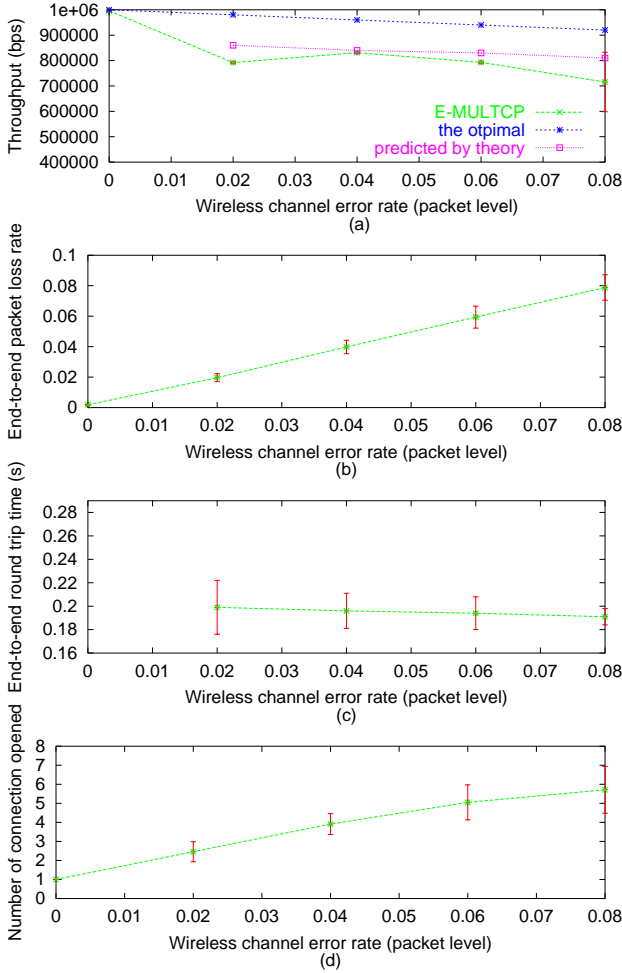 Throughput (bps)
1e+06
900000
800000
700000
600000
500000
400000
E-MULTCP
the otpimal
predicted by theory
0 0.01 0.02 0.03 0.04 0.05 0.06 0.07 0.08
Wireless channel error rate (packet level)
(a)
End-to-end packet loss rate
0.1
0.08
0.06
0.04
0.02
0
0 0.01 0.02 0.03 0.04 0.05 0.06 0.07 0.08
Wireless channel error rate (packet level)
(b)
End-to-end round trip time (s)
0.28
0.26
0.24
0.22
0.2
0.18
0.16
0 0.01 0.02 0.03 0.04 0.05 0.06 0.07 0.08
Wireless channel error rate (packet level)
(c)
Number of connection opened
8
7
6
5
4
3
2
1
0
0 0.01 0.02 0.03 0.04 0.05 0.06 0.07 0.08
Wireless channel error rate (packet level)
(d)